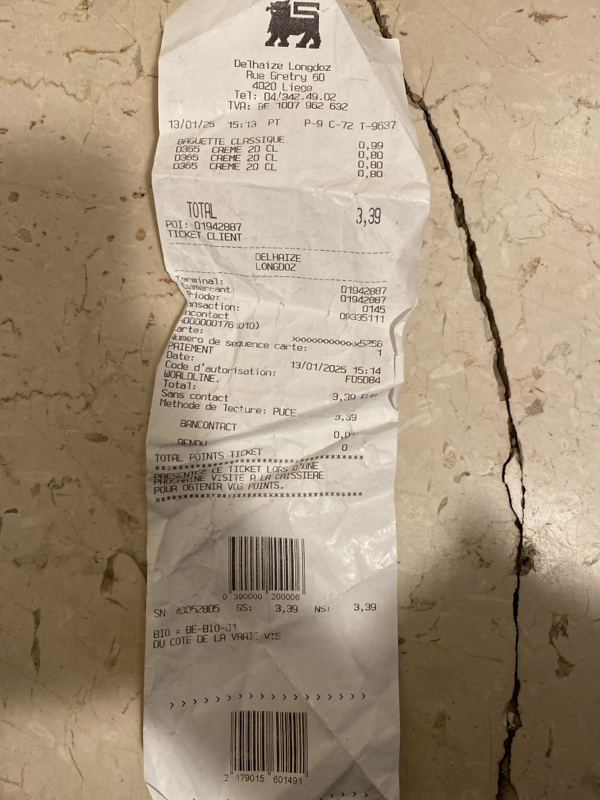 Delhaize Longdoz
Rue Gretry 60
4020 Liege
Tel: 04/342.49.02
TVA: BE 1007 962 632
13/01/25 15:13 PT P-9 C-72 T-9637
BAGUETTE CLASSIQUE 0,99
D365 CREME 20 CL 0,80
D365 CREME 20 CL 0,80
D365 CREME 20 CL 0,80
TOTAL 3,39
POI: 01942887
TICKET CLIENT
DELHAIZE
LONGDOZ
Terminal: 01942887
01942887
0145
ncontact
Numero de sequence carte: 1
PAIEMENT
Date: 13/01/2025 15:14
Code d'autorisation: FD5D84
WORLDLINE.
Total: 3,39
Sans contact
Methode de lecture: PUCE
BANCONTACT 3,39
RENDU
TOTAL POINTS TICKET 0
******************************
PRESENTEZ CE TICKET LORS D'UNE
PROCHAINE VISITE A LA CAISSIERE
POUR OBTENIR VOS POINTS.
******************************
0 390600 200006
SN GS: 3,39 NS: 3,39
BIO = BE-BIO-01
DU COTE DE LA VRAIE VIE
2 179015 601491